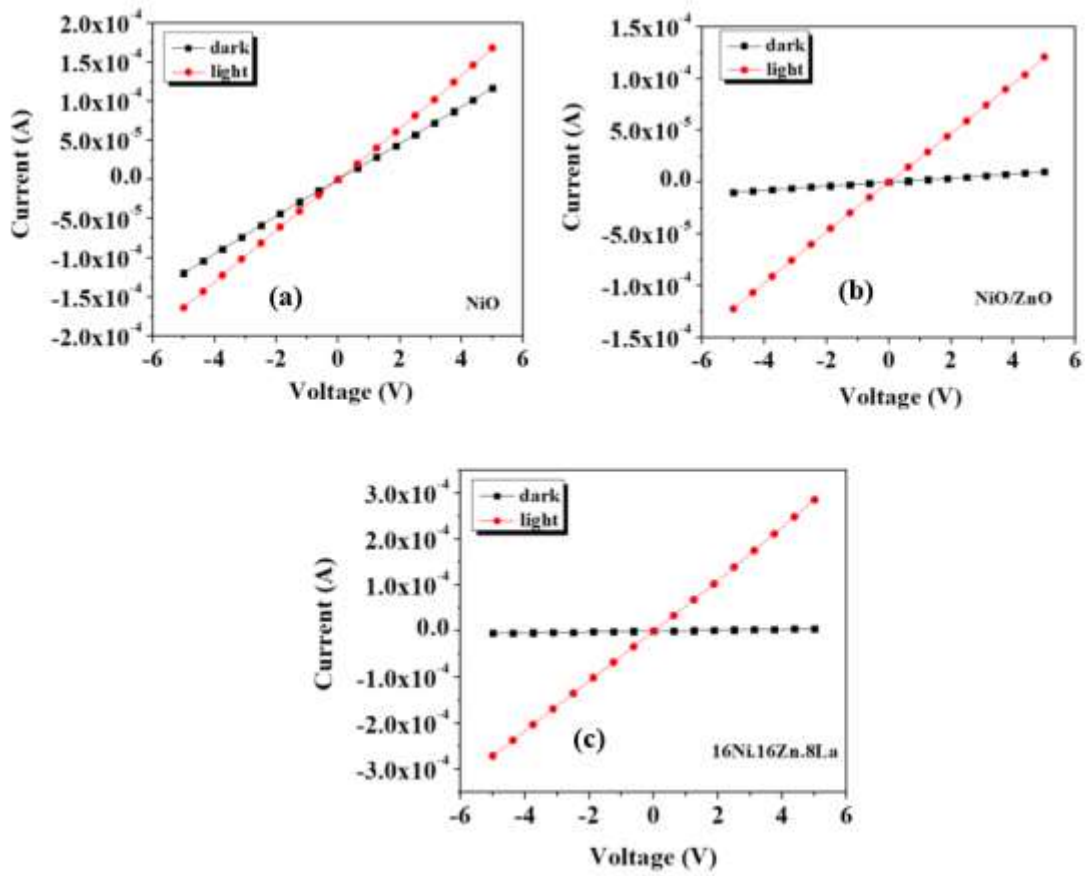 2.0x10⁻⁴
1.5x10⁻⁴
1.0x10⁻⁴
5.0x10⁻⁵
0.0
-5.0x10⁻⁵
-1.0x10⁻⁴
-1.5x10⁻⁴
-2.0x10⁻⁴
Current (A)
dark
light
(a)
NiO
-6 -4 -2 0 2 4 6
Voltage (V)
1.5x10⁻⁴
1.0x10⁻⁴
5.0x10⁻⁵
0.0
-5.0x10⁻⁵
-1.0x10⁻⁴
-1.5x10⁻⁴
Current (A)
dark
light
(b)
NiO/ZnO
-6 -4 -2 0 2 4 6
Voltage (V)
3.0x10⁻⁴
2.0x10⁻⁴
1.0x10⁻⁴
0.0
-1.0x10⁻⁴
-2.0x10⁻⁴
-3.0x10⁻⁴
Current (A)
dark
light
(c)
16Ni.16Zn.8La
-6 -4 -2 0 2 4 6
Voltage (V)